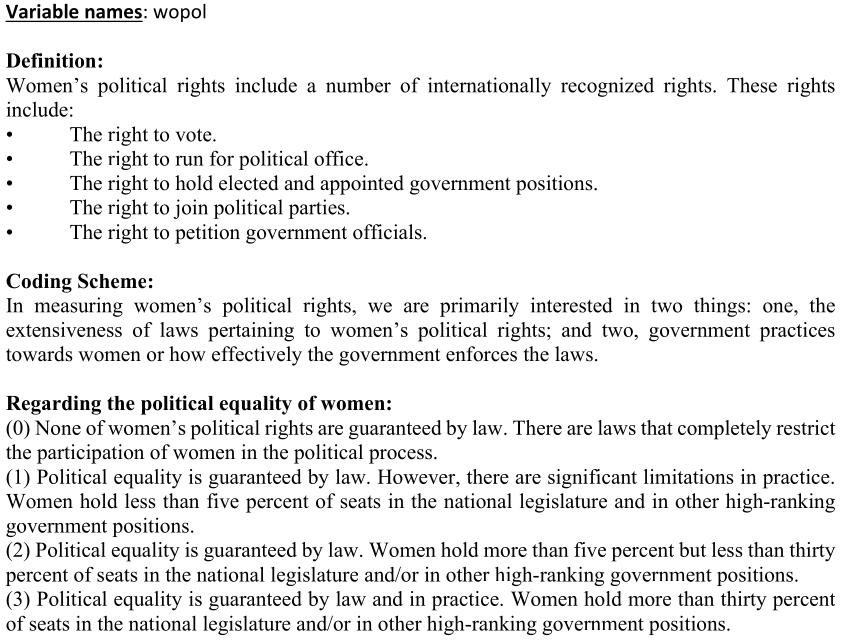 Variable names: wopol
Definition:
Women’s political rights include a number of internationally recognized rights. These rights
include:
• The right to vote.
• The right to run for political office.
• The right to hold elected and appointed government positions.
• The right to join political parties.
• The right to petition government officials.
Coding Scheme:
In measuring women’s political rights, we are primarily interested in two things: one, the
extensiveness of laws pertaining to women’s political rights; and two, government practices
towards women or how effectively the government enforces the laws.
Regarding the political equality of women:
(0) None of women’s political rights are guaranteed by law. There are laws that completely restrict
the participation of women in the political process.
(1) Political equality is guaranteed by law. However, there are significant limitations in practice.
Women hold less than five percent of seats in the national legislature and in other high-ranking
government positions.
(2) Political equality is guaranteed by law. Women hold more than five percent but less than thirty
percent of seats in the national legislature and/or in other high-ranking government positions.
(3) Political equality is guaranteed by law and in practice. Women hold more than thirty percent
of seats in the national legislature and/or in other high-ranking government positions.